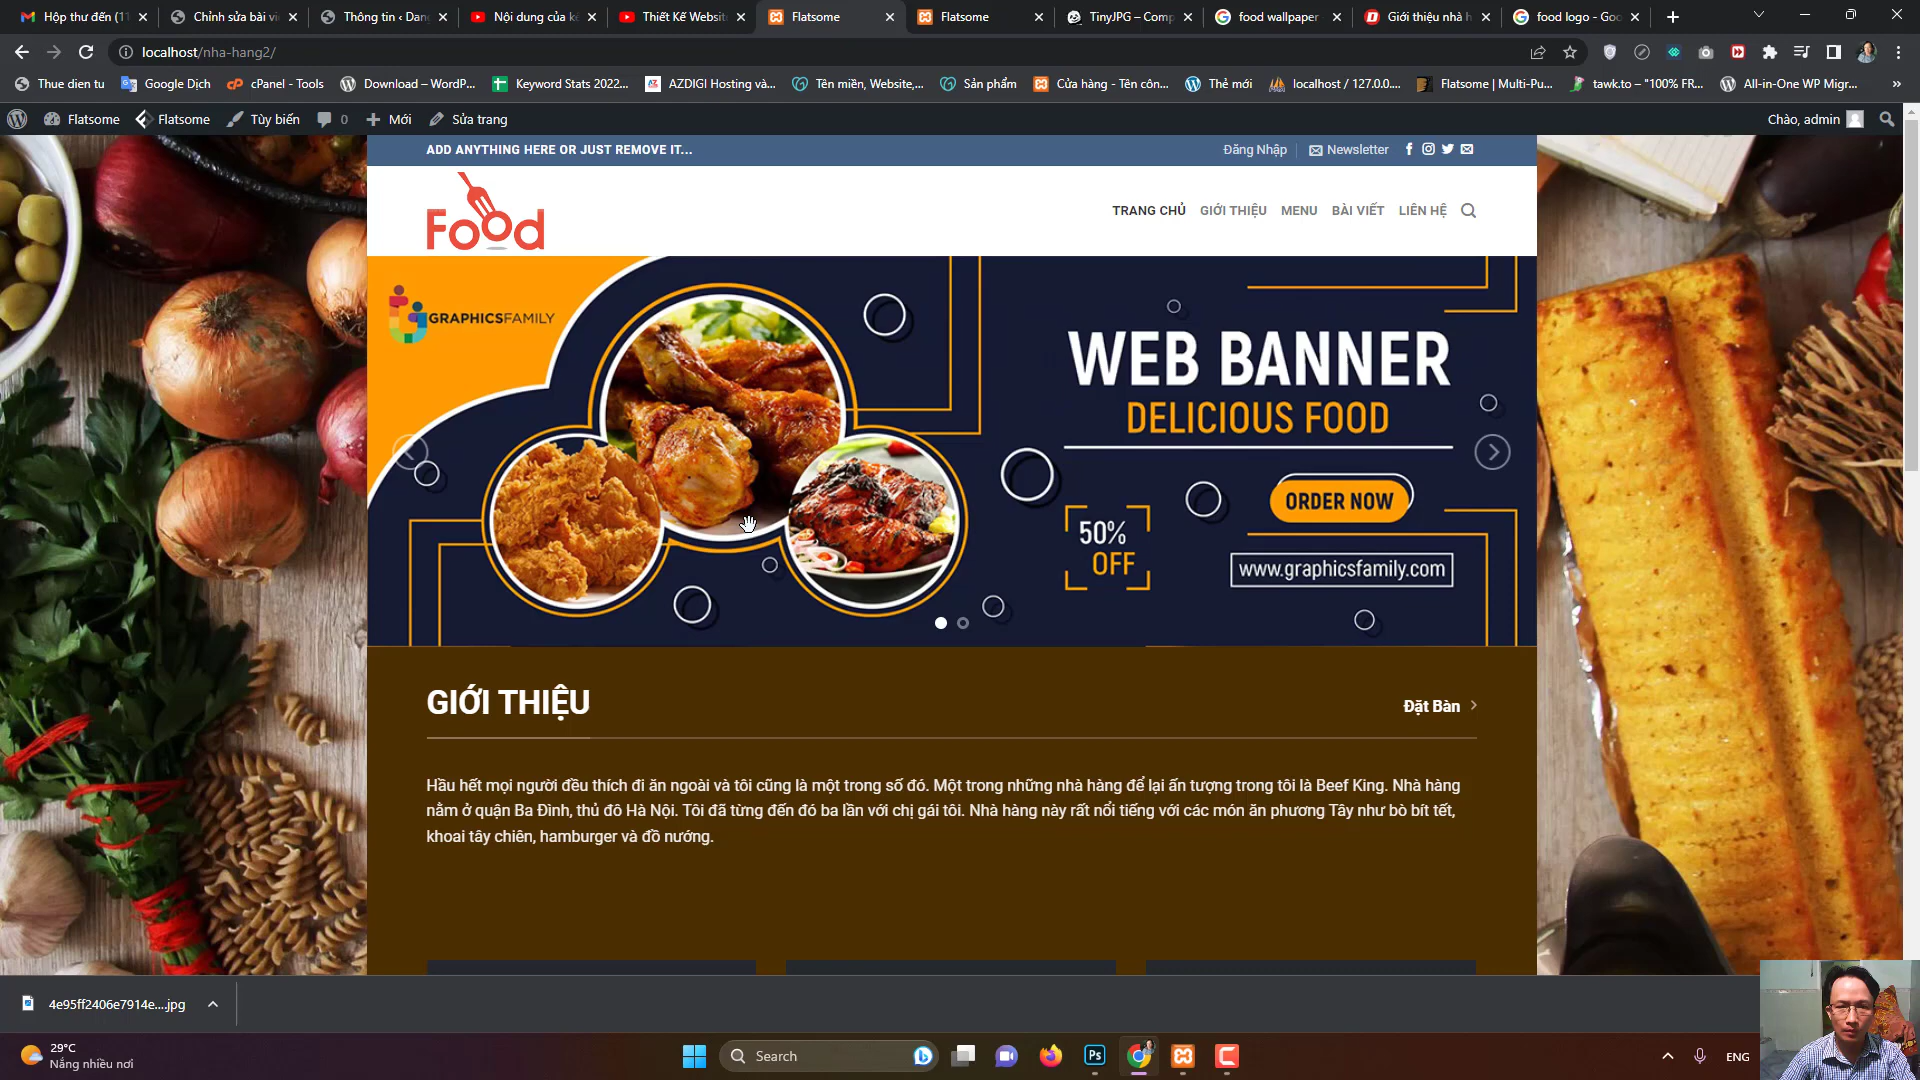 Hộp thư đến (11
Chỉnh sửa bài vi
Thông tin ‹ Dan
Nội dung của k
Thiết Kế Websit
Flatsome
Flatsome
TinyJPG – Comp
food wallpaper
Giới thiệu nhà h
food logo - Goo
localhost/nha-hang2/
Thue dien tu
Google Dịch
cPanel - Tools
Download – WordP...
Keyword Stats 2022...
AZDIGI Hosting và...
Tên miền, Website,...
Sản phẩm
Cửa hàng - Tên côn...
Thẻ mới
localhost / 127.0.0....
Flatsome | Multi-Pu...
tawk.to – "100% FR...
All-in-One WP Migr...
»
Flatsome
Flatsome
Tùy biến
0
Mới
Sửa trang
Chào, admin
ADD ANYTHING HERE OR JUST REMOVE IT...
Đăng Nhập
Newsletter
Food
TRANG CHỦ
GIỚI THIỆU
MENU
BÀI VIẾT
LIÊN HỆ
GRAPHICSFAMILY
WEB BANNER
DELICIOUS FOOD
ORDER NOW
50%
OFF
www.graphicsfamily.com
GIỚI THIỆU
Đặt Bàn
Hầu hết mọi người đều thích đi ăn ngoài và tôi cũng là một trong số đó. Một trong những nhà hàng để lại ấn tượng trong tôi là Beef King. Nhà hàng
nằm ở quận Ba Đình, thủ đô Hà Nội. Tôi đã từng đến đó ba lần với chị gái tôi. Nhà hàng này rất nổi tiếng với các món ăn phương Tây như bò bít tết,
khoai tây chiên, hamburger và đồ nướng.
4e95ff2406e7914e....jpg
29°C
Nắng nhiều nơi
Search
Ps
ENG